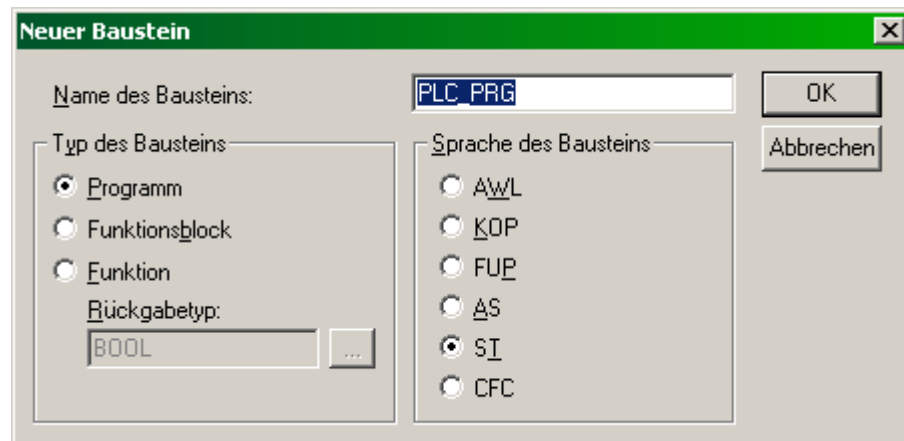 Neuer Baustein
Name des Bausteins:
PLC_PRG
OK
Abbrechen
Typ des Bausteins
Programm
Funktionsblock
Funktion
Rückgabetyp:
BOOL
...
Sprache des Bausteins
AWL
KOP
FUP
AS
ST
CFC